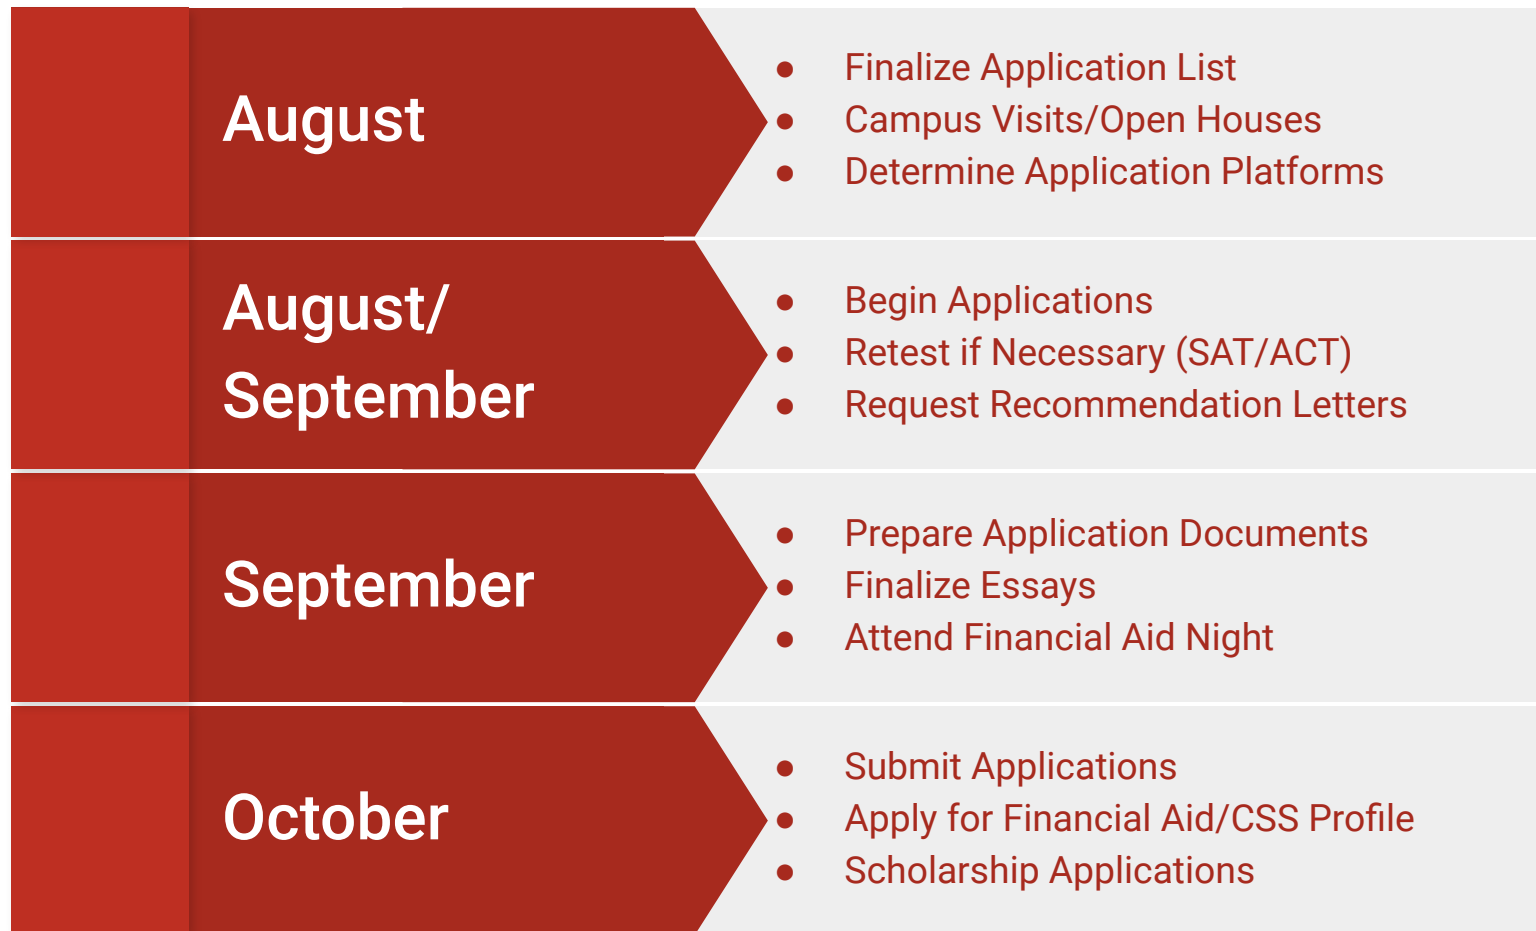 August
• Finalize Application List
• Campus Visits/Open Houses
• Determine Application Platforms
August/
September
• Begin Applications
• Retest if Necessary (SAT/ACT)
• Request Recommendation Letters
September
• Prepare Application Documents
• Finalize Essays
• Attend Financial Aid Night
October
• Submit Applications
• Apply for Financial Aid/CSS Profile
• Scholarship Applications